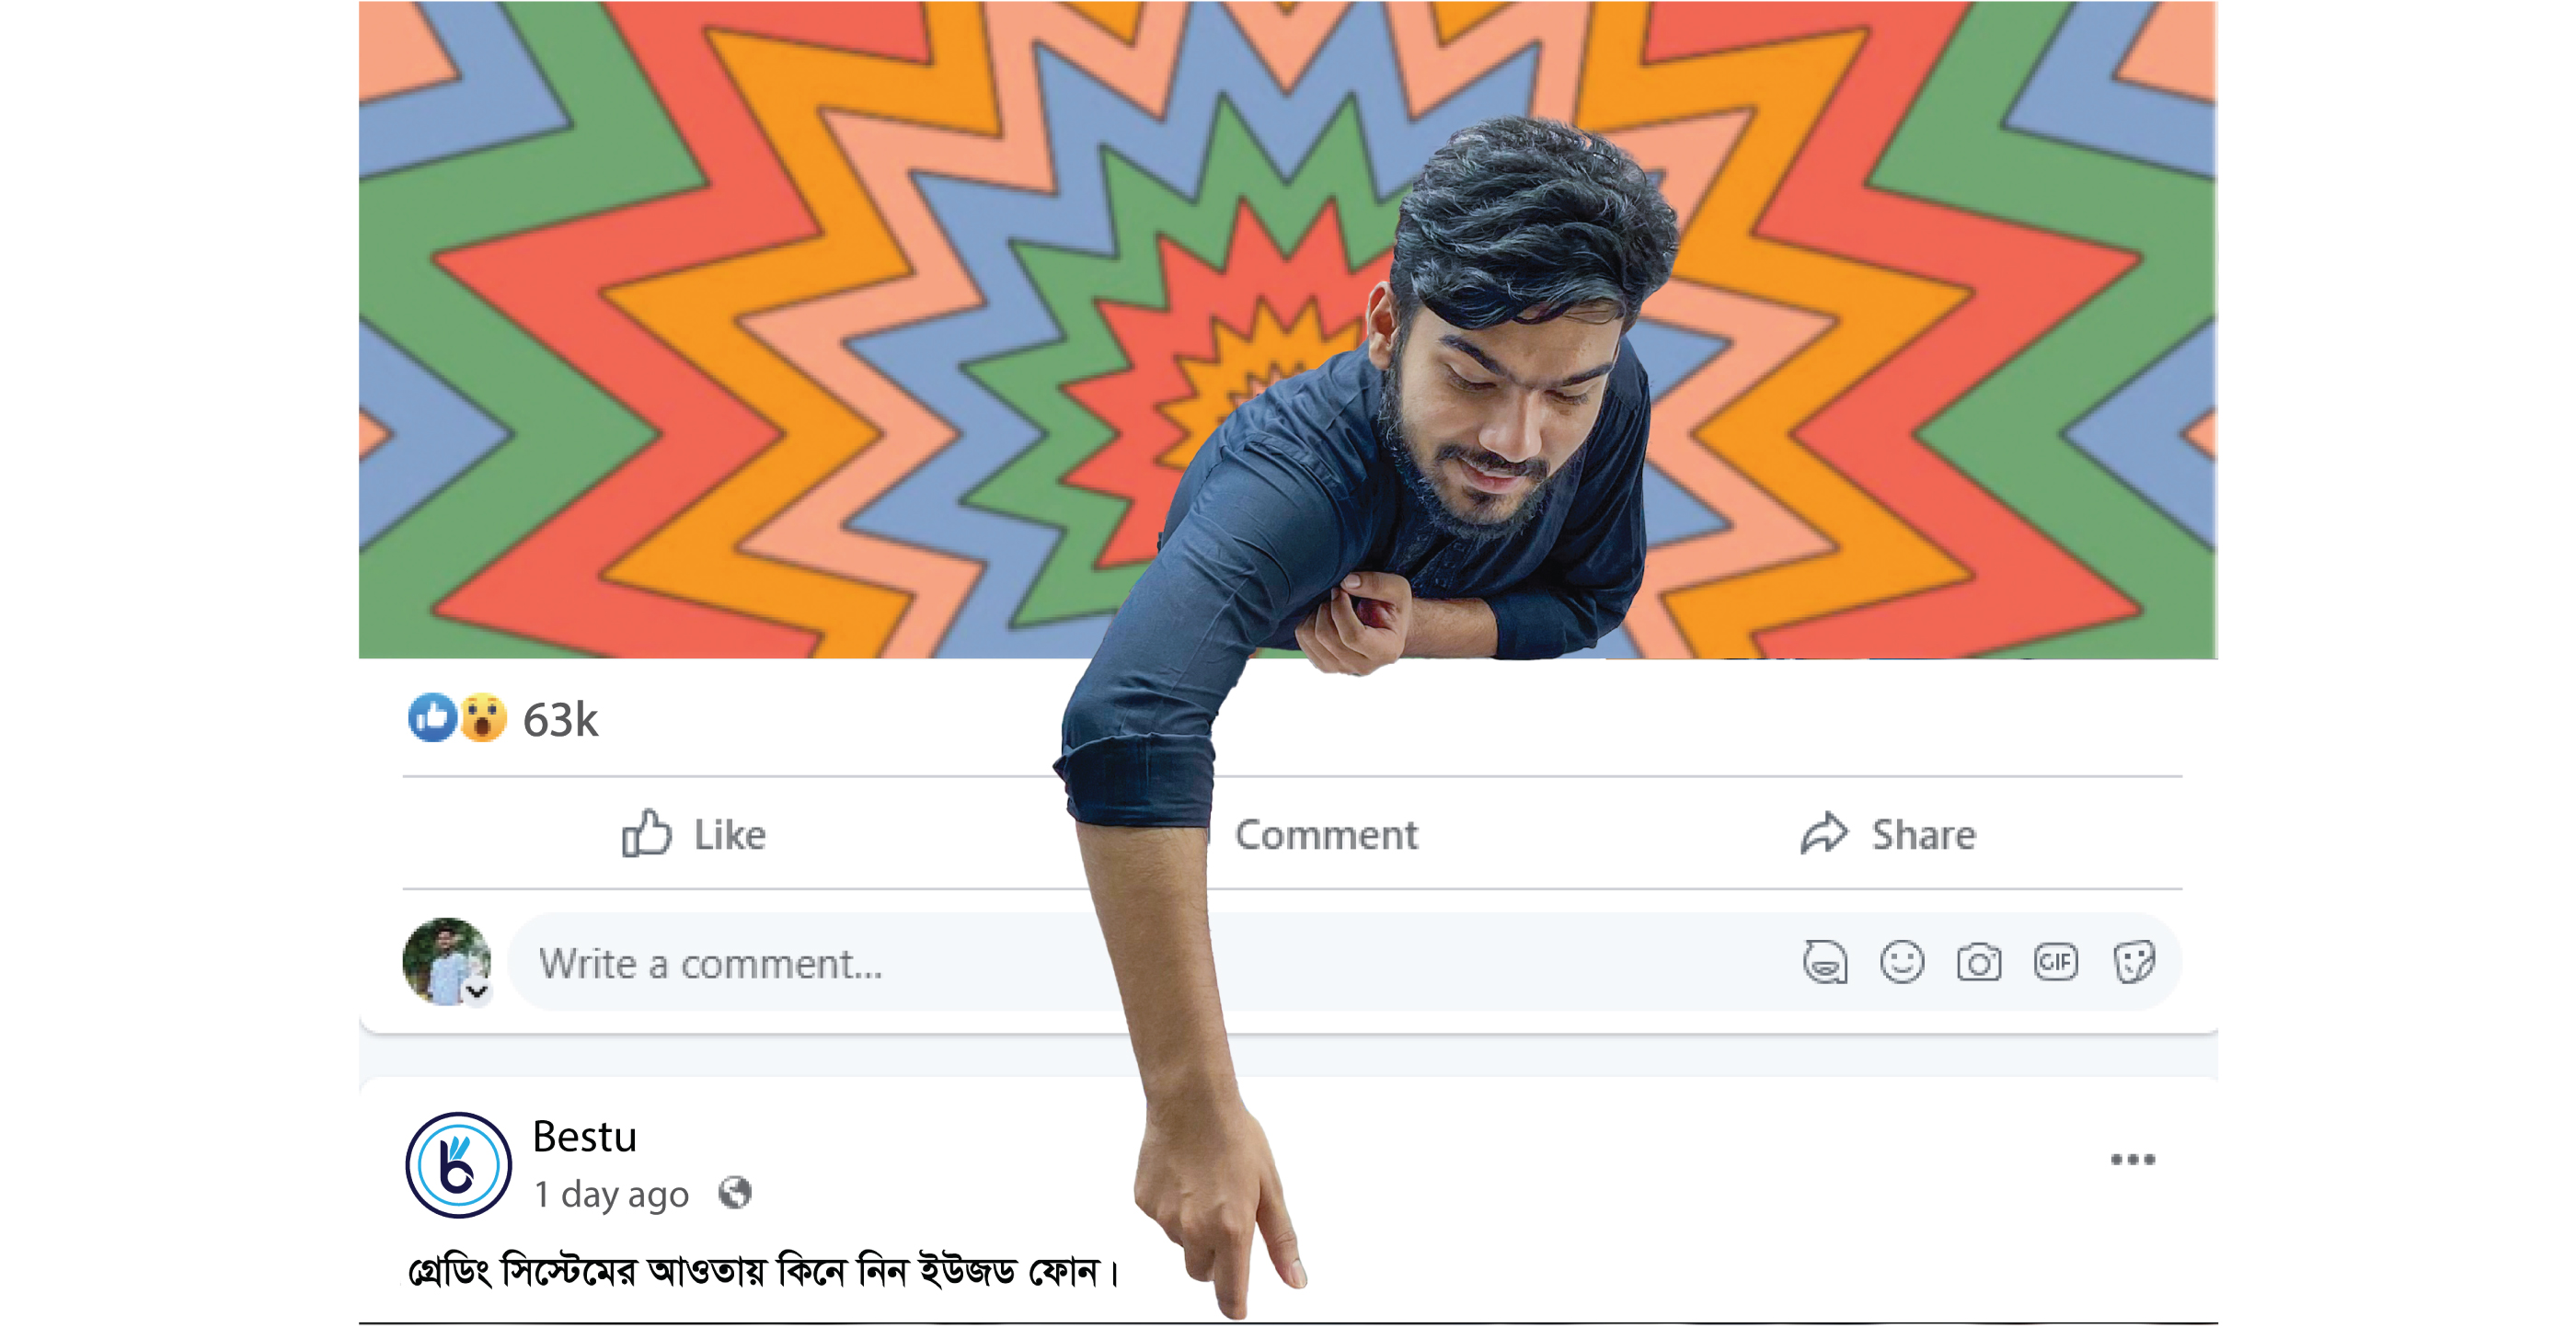 63k
Like
Comment
Share
Write a comment...
GIF
Bestu
1 day ago
গ্রেডিং সিস্টেমের আওতায় কিনে নিন ইউজড ফোন।